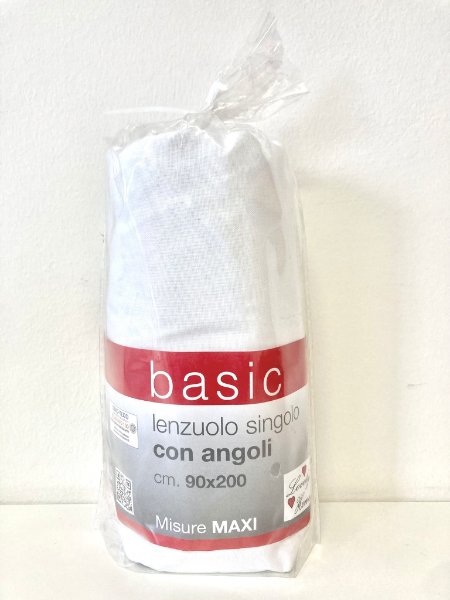 basic
lenzuolo singolo
con angoli
cm. 90x200
Misure MAXI